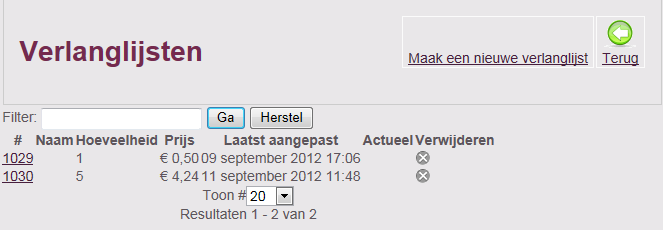 Verlanglijsten
Maak een nieuwe verlanglijst Terug
Filter: Ga Herstel
# Naam Hoeveelheid Prijs Laatst aangepast Actueel Verwijderen
1029 1 € 0,50 09 september 2012 17:06
1030 5 € 4,24 11 september 2012 11:48
Toon # 20
Resultaten 1 - 2 van 2